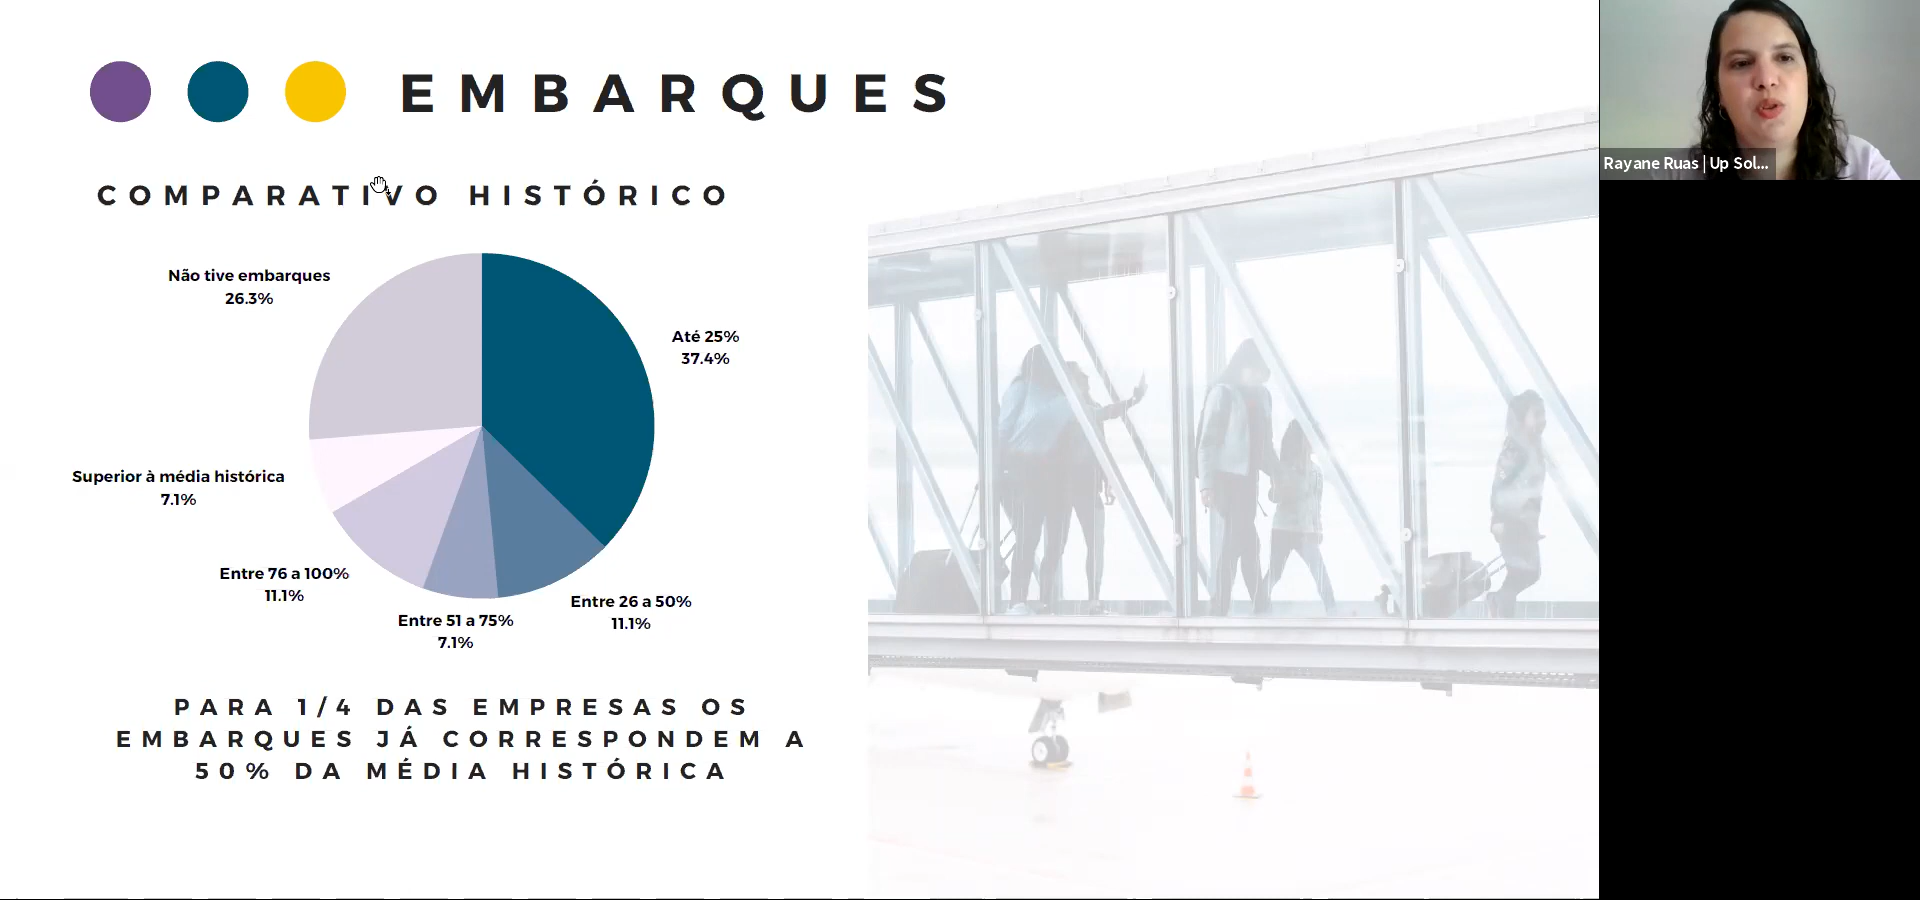 EMBARQUES
COMPARATIVO HISTÓRICO
Não tive embarques
26.3%
Até 25%
37.4%
Superior à média histórica
7.1%
Entre 76 a 100%
11.1%
Entre 51 a 75%
7.1%
Entre 26 a 50%
11.1%
PARA 1/4 DAS EMPRESAS OS
EMBARQUES JÁ CORRESPONDEM A
50% DA MÉDIA HISTÓRICA
Rayane Ruas | Up Sol...